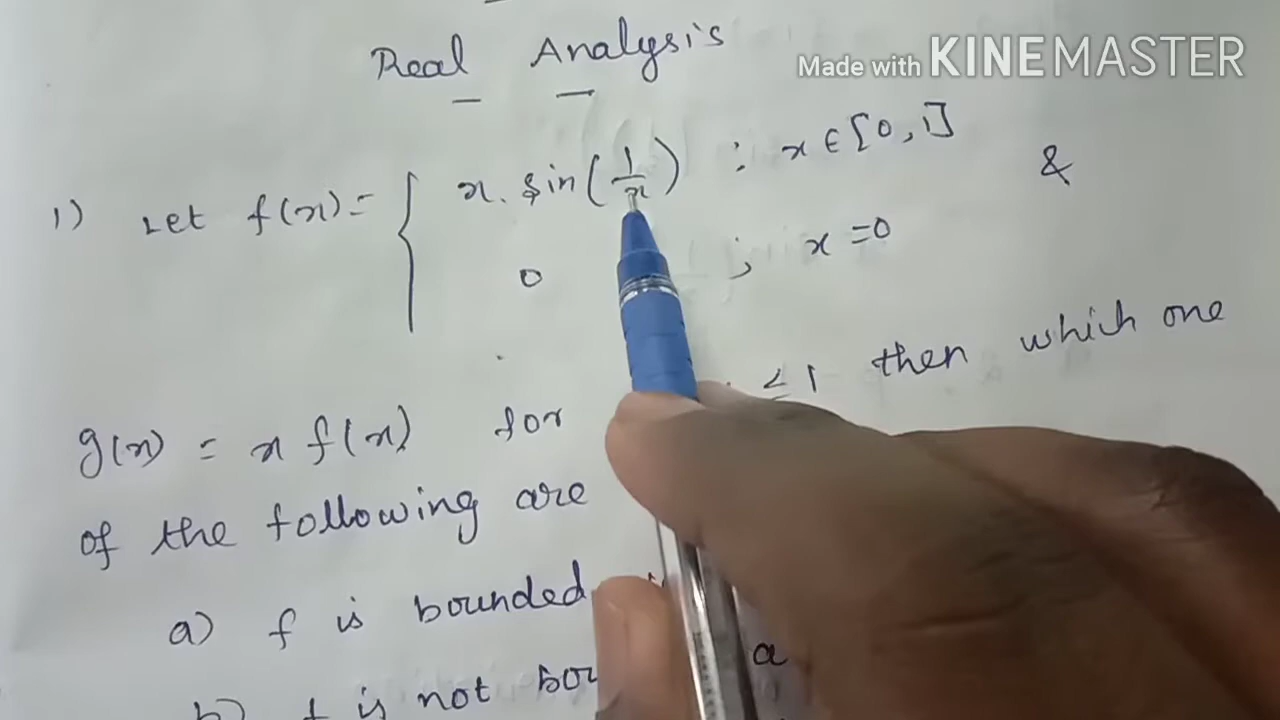 Real Analysis
Made with KINEMASTER
1) Let f(x) = { x. sin(1/x) : x ∈ [0,1] &
0 ; x = 0
g(x) = x f(x) for ≤ 1 then which one
of the following are
a) f is bounded
b) f is not a